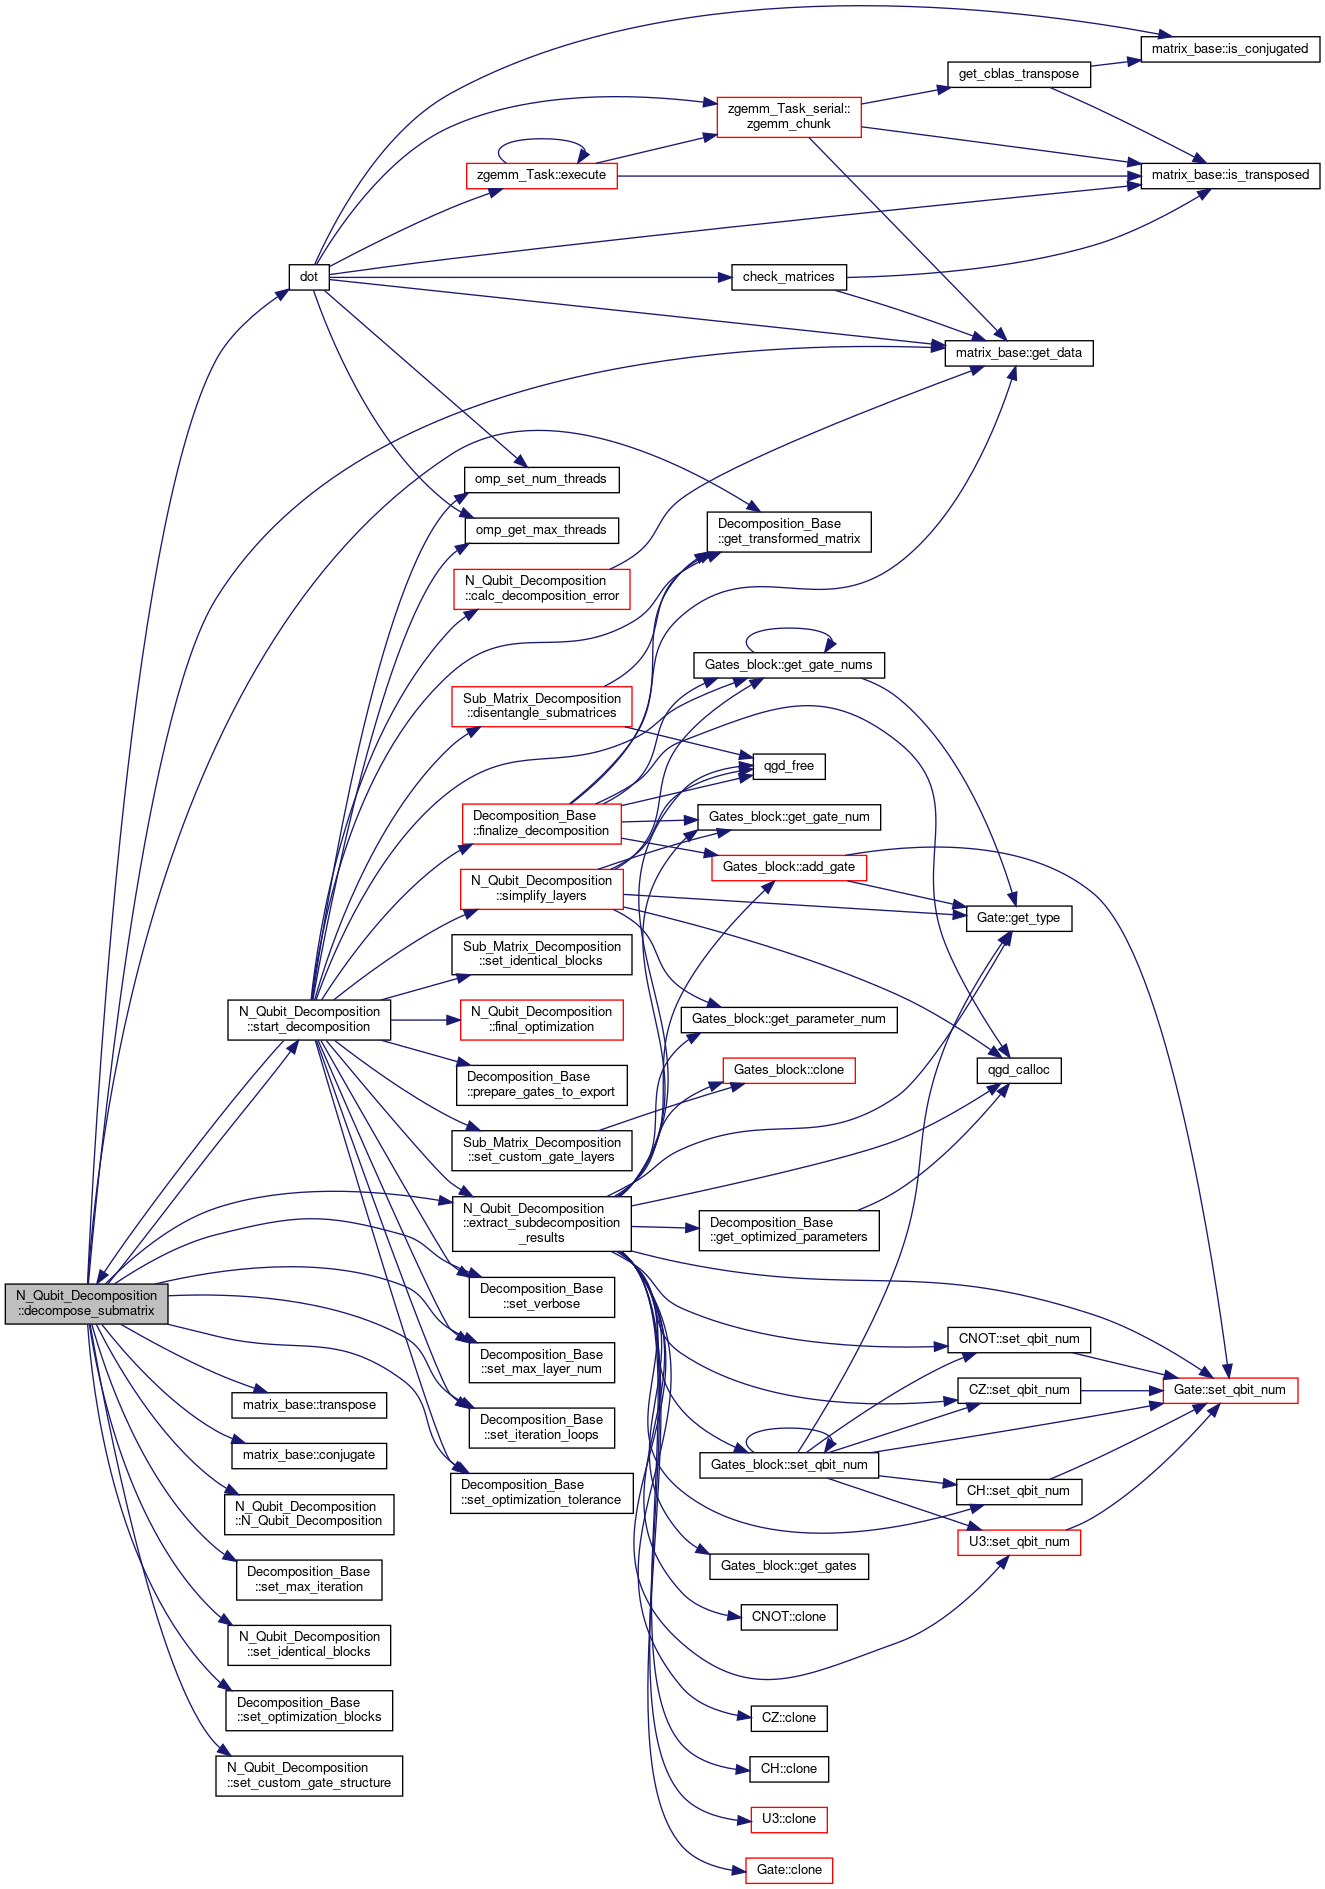 matrix_base::is_conjugated
get_cblas_transpose
zgemm_Task_serial::
zgemm_chunk
zgemm_Task::execute
matrix_base::is_transposed
dot
check_matrices
matrix_base::get_data
omp_set_num_threads
omp_get_max_threads
Decomposition_Base
::get_transformed_matrix
N_Qubit_Decomposition
::calc_decomposition_error
Gates_block::get_gate_nums
Sub_Matrix_Decomposition
::disentangle_submatrices
qgd_free
Decomposition_Base
::finalize_decomposition
Gates_block::get_gate_num
Gates_block::add_gate
N_Qubit_Decomposition
::simplify_layers
Gate::get_type
Sub_Matrix_Decomposition
::set_identical_blocks
N_Qubit_Decomposition
::start_decomposition
N_Qubit_Decomposition
::final_optimization
Gates_block::get_parameter_num
Decomposition_Base
::prepare_gates_to_export
Gates_block::clone
qgd_calloc
Sub_Matrix_Decomposition
::set_custom_gate_layers
N_Qubit_Decomposition
::extract_subdecomposition
_results
Decomposition_Base
::get_optimized_parameters
N_Qubit_Decomposition
::decompose_submatrix
Decomposition_Base
::set_verbose
CNOT::set_qbit_num
Decomposition_Base
::set_max_layer_num
CZ::set_qbit_num
Gate::set_qbit_num
matrix_base::transpose
Decomposition_Base
::set_iteration_loops
matrix_base::conjugate
Gates_block::set_qbit_num
Decomposition_Base
::set_optimization_tolerance
CH::set_qbit_num
N_Qubit_Decomposition
::N_Qubit_Decomposition
U3::set_qbit_num
Gates_block::get_gates
Decomposition_Base
::set_max_iteration
CNOT::clone
N_Qubit_Decomposition
::set_identical_blocks
Decomposition_Base
::set_optimization_blocks
CZ::clone
N_Qubit_Decomposition
::set_custom_gate_structure
CH::clone
U3::clone
Gate::clone